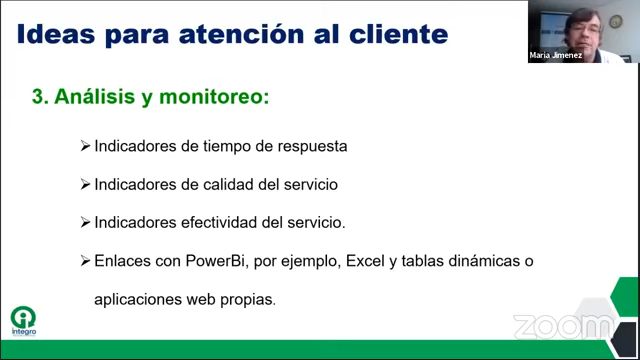 Ideas para atención al cliente
Maria Jimenez
3. Análisis y monitoreo:
➢ Indicadores de tiempo de respuesta
➢ Indicadores de calidad del servicio
➢ Indicadores efectividad del servicio.
➢ Enlaces con PowerBi, por ejemplo, Excel y tablas dinámicas o
aplicaciones web propias.
integro
zoom